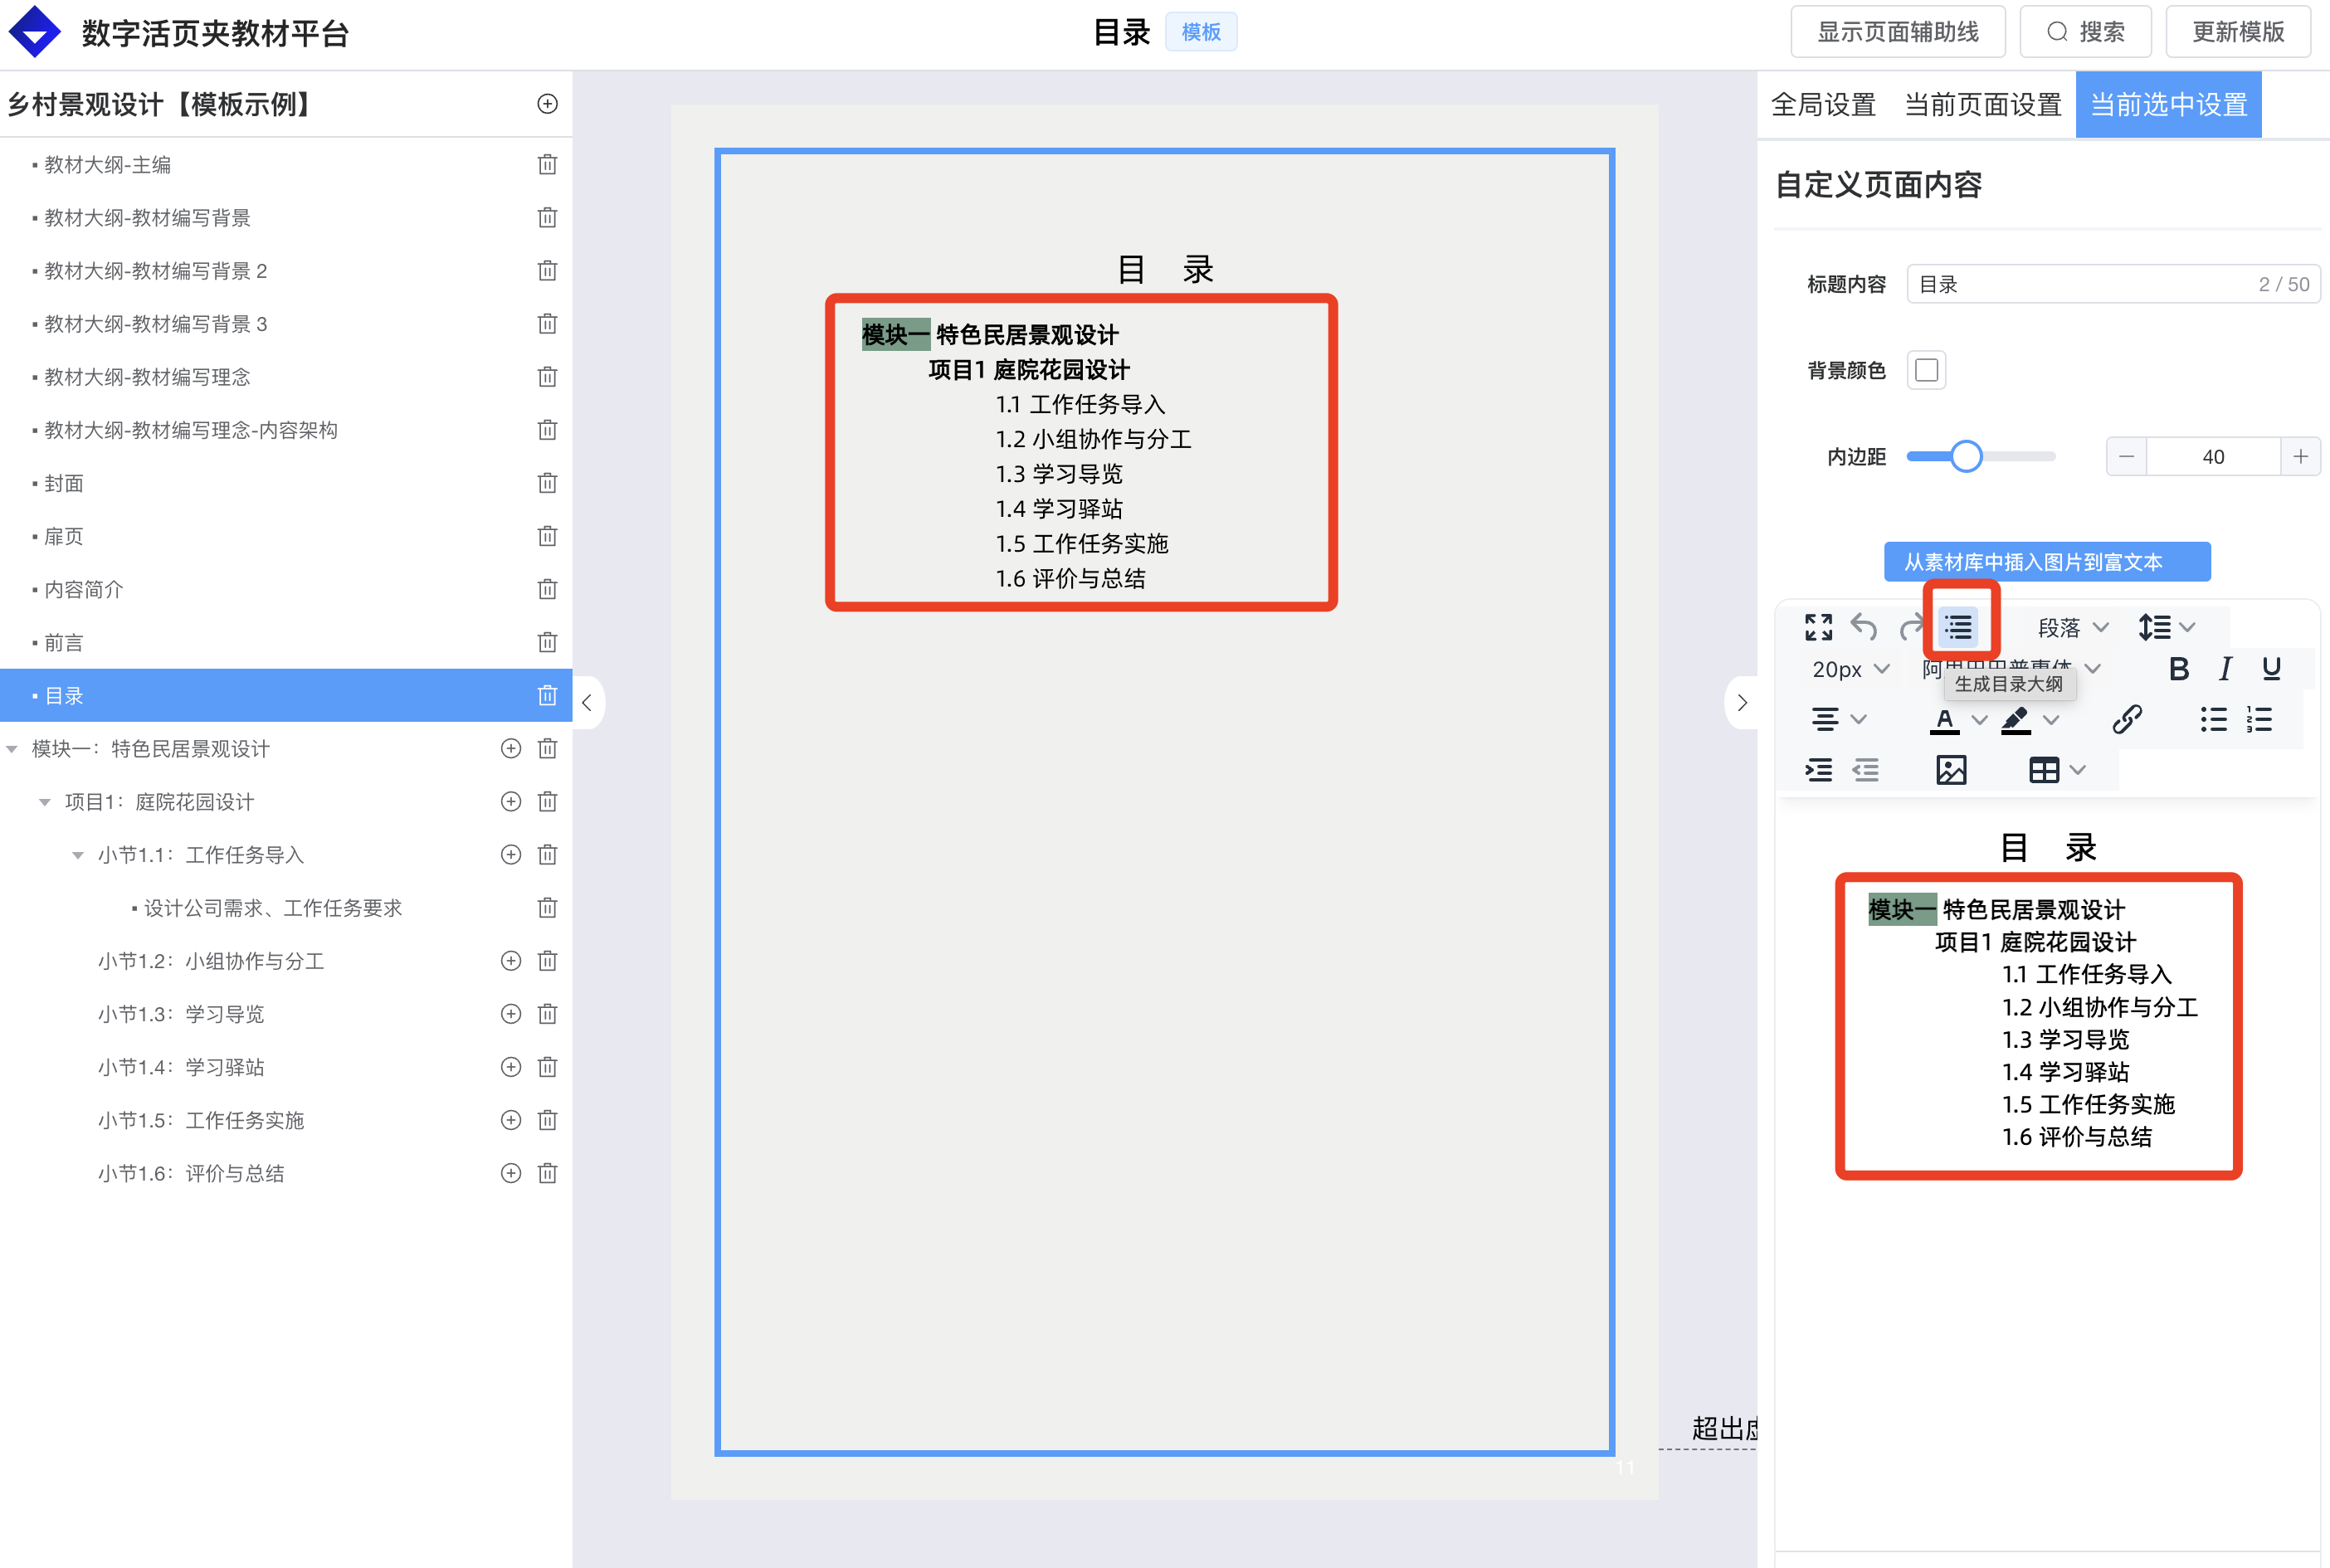 数字活页夹教材平台
目录 模板
显示页面辅助线 搜索 更新模版
乡村景观设计【模板示例】
教材大纲-主编
教材大纲-教材编写背景
教材大纲-教材编写背景 2
教材大纲-教材编写背景 3
教材大纲-教材编写理念
教材大纲-教材编写理念-内容架构
封面
扉页
内容简介
前言
目录
模块一：特色民居景观设计
项目1：庭院花园设计
小节1.1：工作任务导入
设计公司需求、工作任务要求
小节1.2：小组协作与分工
小节1.3：学习导览
小节1.4：学习驿站
小节1.5：工作任务实施
小节1.6：评价与总结
目 录
模块一 特色民居景观设计
项目1 庭院花园设计
1.1 工作任务导入
1.2 小组协作与分工
1.3 学习导览
1.4 学习驿站
1.5 工作任务实施
1.6 评价与总结
超出虚
11
全局设置 当前页面设置 当前选中设置
自定义页面内容
标题内容 目录 2 / 50
背景颜色
内边距 40
从素材库中插入图片到富文本
段落
20px 阿里巴巴普惠体 B I U
生成目录大纲
A
目 录
模块一 特色民居景观设计
项目1 庭院花园设计
1.1 工作任务导入
1.2 小组协作与分工
1.3 学习导览
1.4 学习驿站
1.5 工作任务实施
1.6 评价与总结